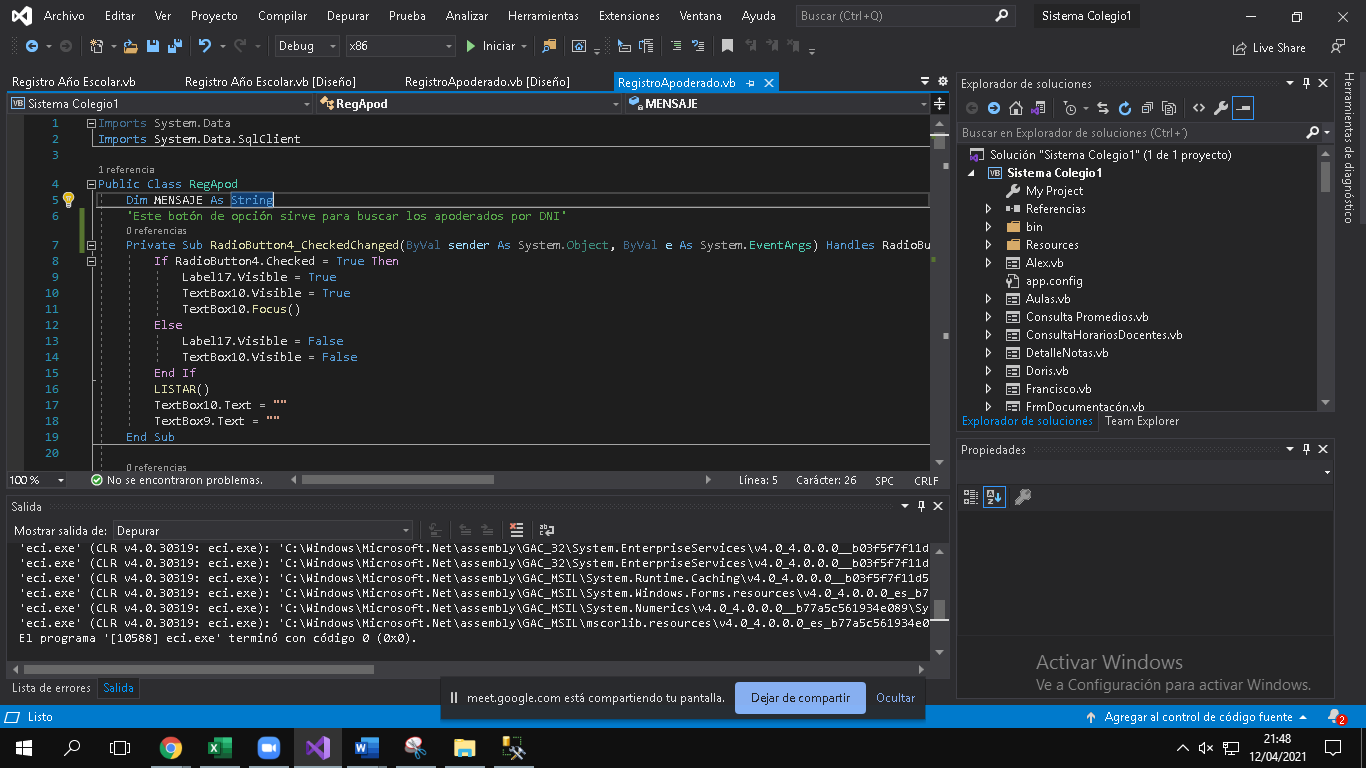 Archivo Editar Ver Proyecto Compilar Depurar Prueba Analizar Herramientas Extensiones Ventana Ayuda Buscar (Ctrl+Q) Sistema Colegio1
Debug x86 Iniciar Live Share
Registro Año Escolar.vb Registro Año Escolar.vb [Diseño] RegistroApoderado.vb [Diseño] RegistroApoderado.vb
Sistema Colegio1 RegApod MENSAJE
1 Imports System.Data
2 Imports System.Data.SqlClient
3
1 referencia
4 Public Class RegApod
5 Dim MENSAJE As String
6 'Este botón de opción sirve para buscar los apoderados por DNI'
0 referencias
7 Private Sub RadioButton4_CheckedChanged(ByVal sender As System.Object, ByVal e As System.EventArgs) Handles RadioBu
8 If RadioButton4.Checked = True Then
9 Label17.Visible = True
10 TextBox10.Visible = True
11 TextBox10.Focus()
12 Else
13 Label17.Visible = False
14 TextBox10.Visible = False
15 End If
16 LISTAR()
17 TextBox10.Text = ""
18 TextBox9.Text = ""
19 End Sub
20
0 referencias
100 % No se encontraron problemas. Línea: 5 Carácter: 26 SPC CRLF
Salida
Mostrar salida de: Depurar
'eci.exe' (CLR v4.0.30319: eci.exe): 'C:\Windows\Microsoft.Net\assembly\GAC_32\System.EnterpriseServices\v4.0_4.0.0.0__b03f5f7f11d
'eci.exe' (CLR v4.0.30319: eci.exe): 'C:\Windows\Microsoft.Net\assembly\GAC_32\System.EnterpriseServices\v4.0_4.0.0.0__b03f5f7f11d
'eci.exe' (CLR v4.0.30319: eci.exe): 'C:\Windows\Microsoft.Net\assembly\GAC_MSIL\System.Runtime.Caching\v4.0_4.0.0.0__b03f5f7f11d5
'eci.exe' (CLR v4.0.30319: eci.exe): 'C:\Windows\Microsoft.Net\assembly\GAC_MSIL\System.Windows.Forms.resources\v4.0_4.0.0.0_es_b7
'eci.exe' (CLR v4.0.30319: eci.exe): 'C:\Windows\Microsoft.Net\assembly\GAC_MSIL\System.Numerics\v4.0_4.0.0.0__b77a5c561934e089\Sy
'eci.exe' (CLR v4.0.30319: eci.exe): 'C:\Windows\Microsoft.Net\assembly\GAC_MSIL\mscorlib.resources\v4.0_4.0.0.0_es_b77a5c561934e0
El programa '[10588] eci.exe' terminó con código 0 (0x0).
Lista de errores Salida
Explorador de soluciones
Buscar en Explorador de soluciones (Ctrl+´)
Solución "Sistema Colegio1" (1 de 1 proyecto)
Sistema Colegio1
My Project
Referencias
bin
Resources
Alex.vb
app.config
Aulas.vb
Consulta Promedios.vb
ConsultaHorariosDocentes.vb
DetalleNotas.vb
Doris.vb
Francisco.vb
FrmDocumentacón.vb
Explorador de soluciones Team Explorer
Propiedades
Herramientas de diagnóstico
Activar Windows
Ve a Configuración para activar Windows.
meet.google.com está compartiendo tu pantalla. Dejar de compartir Ocultar
Listo Agregar al control de código fuente 2
21:48
12/04/2021